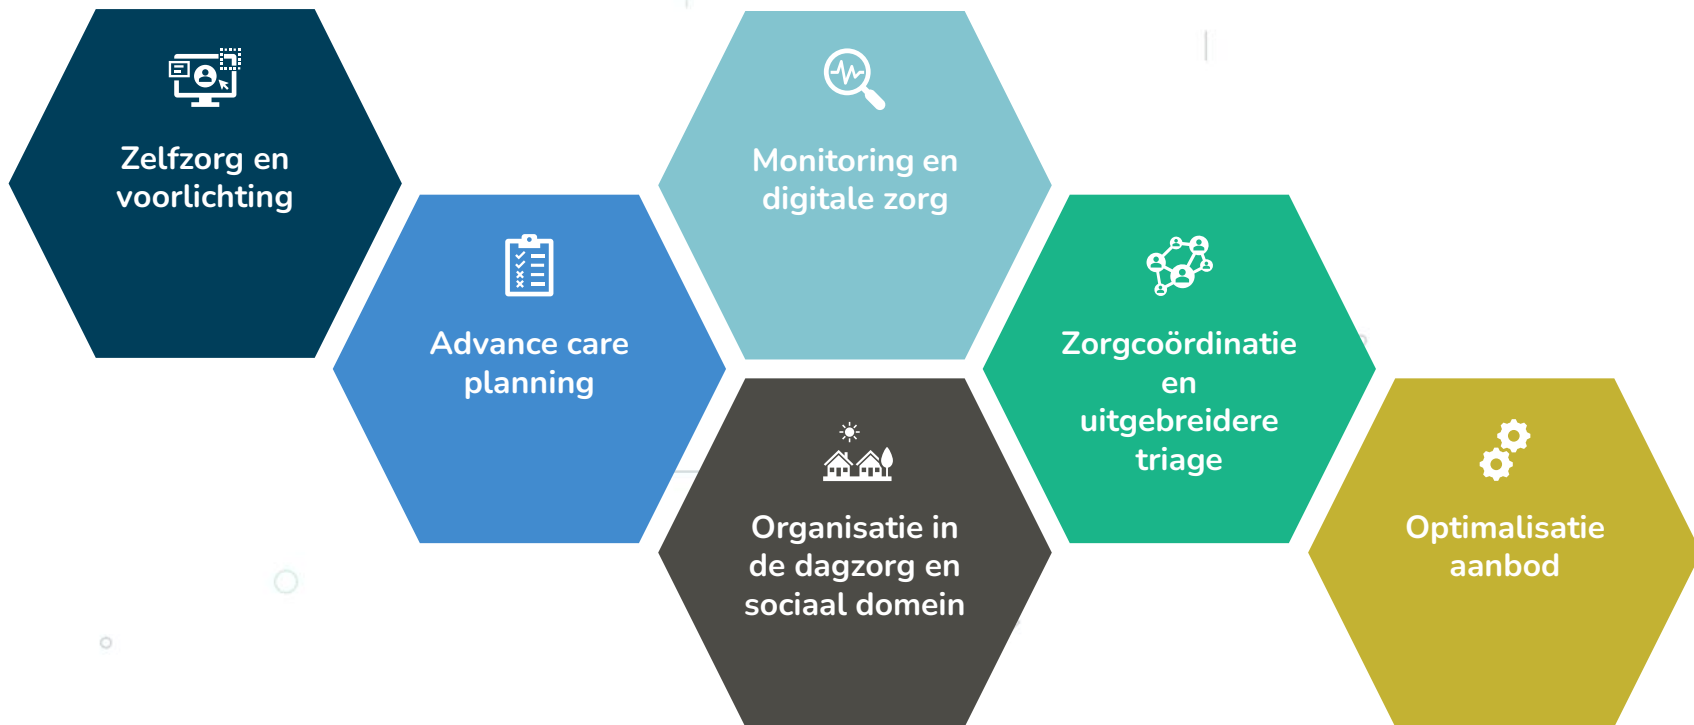 Zelfzorg en
voorlichting
Advance care
planning
Monitoring en
digitale zorg
Organisatie in
de dagzorg en
sociaal domein
Zorgcoördinatie
en
uitgebreidere
triage
Optimalisatie
aanbod